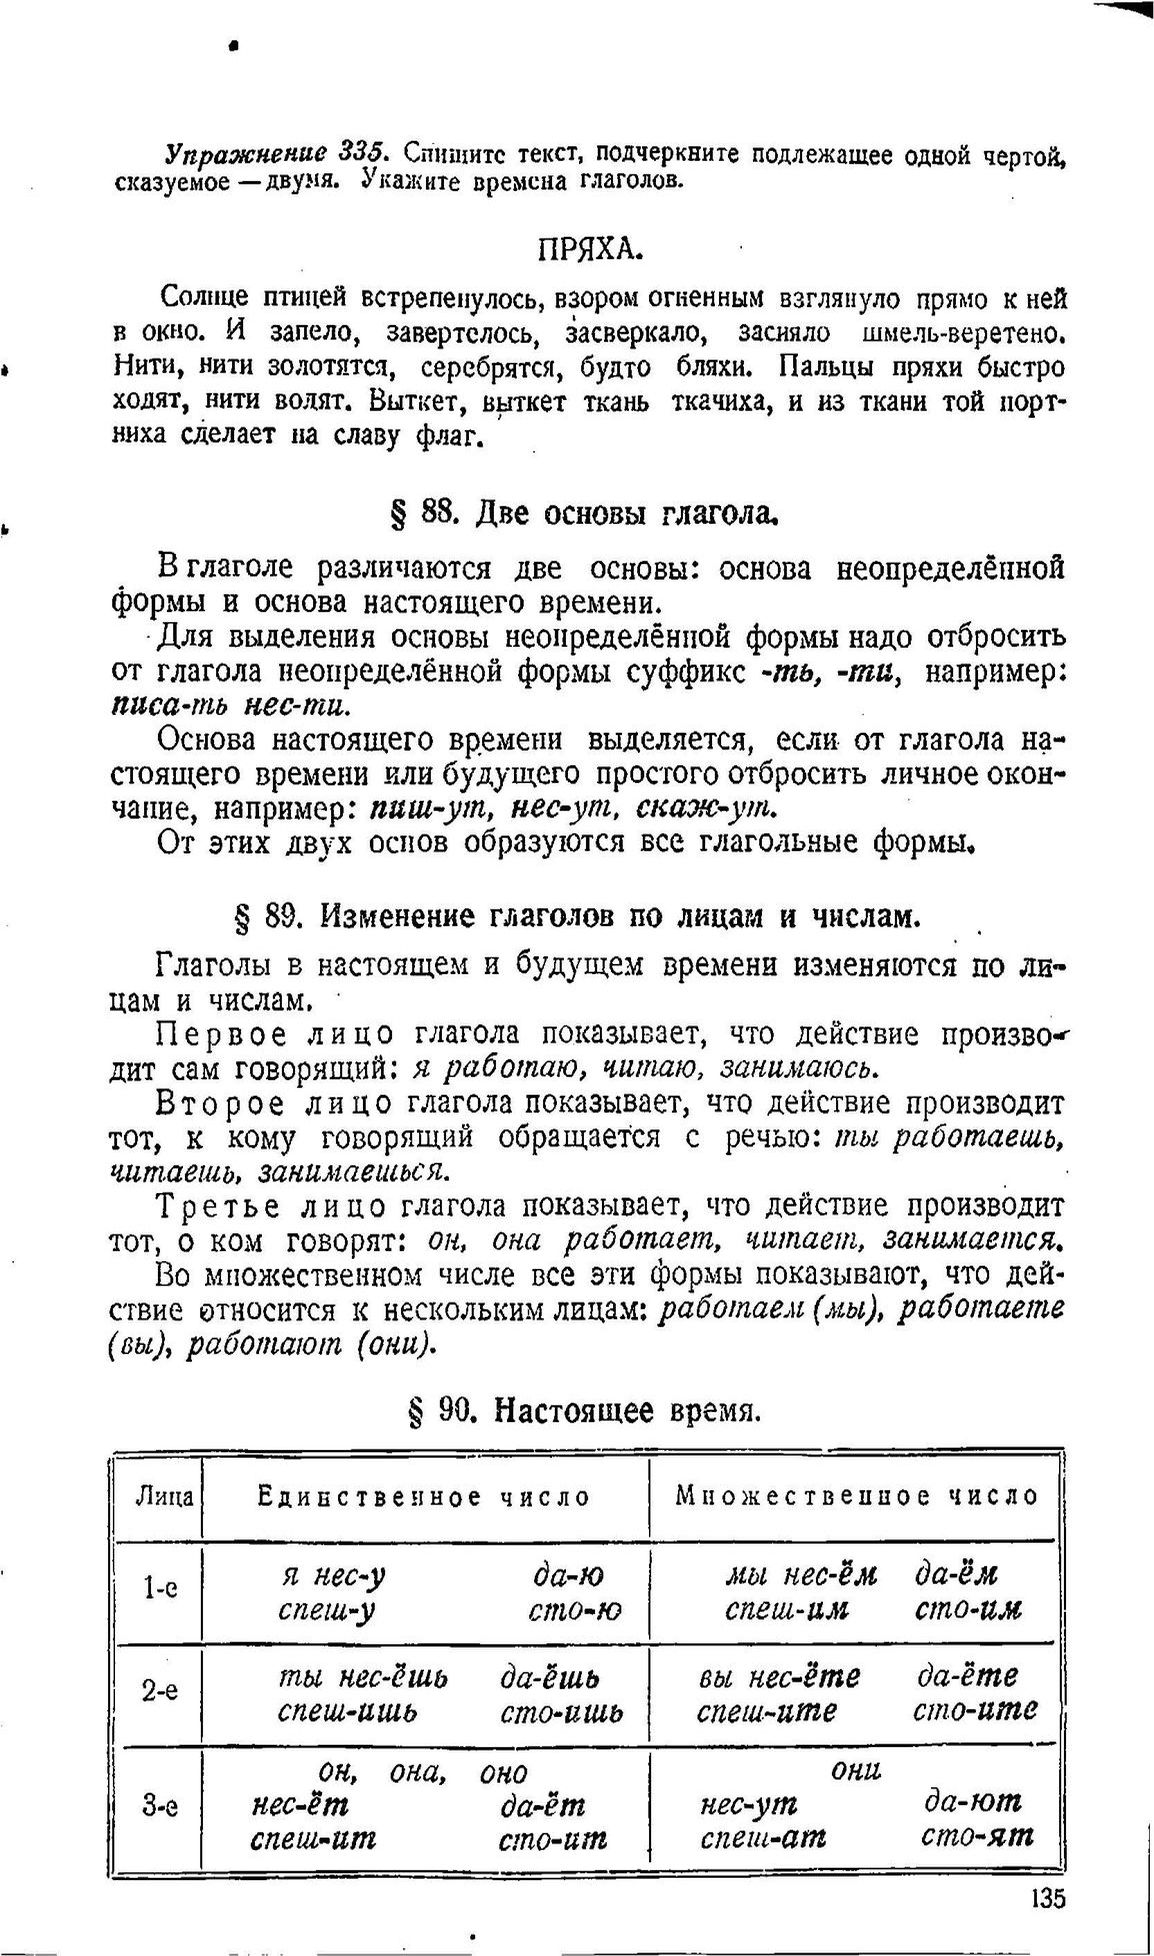 Упражнение 335. Спишите текст, подчеркните подлежащее одной чертой,
сказуемое — двумя. Укажите времена глаголов.
ПРЯХА.
Солнце птицей встрепенулось, взором огненным взглянуло прямо к ней
в окно. И запело, завертелось, засверкало, засияло шмель-веретено.
Нити, нити золотятся, серебрятся, будто бляхи. Пальцы пряхи быстро
ходят, нити волят. Выткет, выткет ткань ткачиха, и из ткани той порт-
ниха сделает на славу флаг.
§ 88. Две основы глагола.
В глаголе различаются две основы: основа неопределённой
формы и основа настоящего времени.
Для выделения основы неопределённой формы надо отбросить
от глагола неопределённой формы суффикс -ть, -ти, например:
писа-ть нес-ти.
Основа настоящего времени выделяется, если от глагола на-
стоящего времени или будущего простого отбросить личное окон-
чание, например: пиш-ут, нес-ут, скаж-ут.
От этих двух основ образуются все глагольные формы.
§ 89. Изменение глаголов по лицам и числам.
Глаголы в настоящем и будущем времени изменяются по ли-
цам и числам.
Первое лицо глагола показывает, что действие произво-
дит сам говорящий: я работаю, читаю, занимаюсь.
Второе лицо глагола показывает, что действие производит
тот, к кому говорящий обращается с речью: ты работаешь,
читаешь, занимаешься.
Третье лицо глагола показывает, что действие производит
тот, о ком говорят: он, она работает, читает, занимается.
Во множественном числе все эти формы показывают, что дей-
ствие относится к нескольким лицам: работаем (мы), работаете
(вы), работают (они).
§ 90. Настоящее время.
Лица Единственное число Множественное число
1-е я нес-у да-ю мы нес-ём да-ём
спеш-у сто-ю спеш-им сто-им
2-е ты нес-ёшь да-ёшь вы нес-ёте да-ёте
спеш-ишь сто-ишь спеш-ите сто-ите
3-е он, она, оно они
нес-ёт да-ёт нес-ут да-ют
спеш-ит сто-ит спеш-ат сто-ят
135